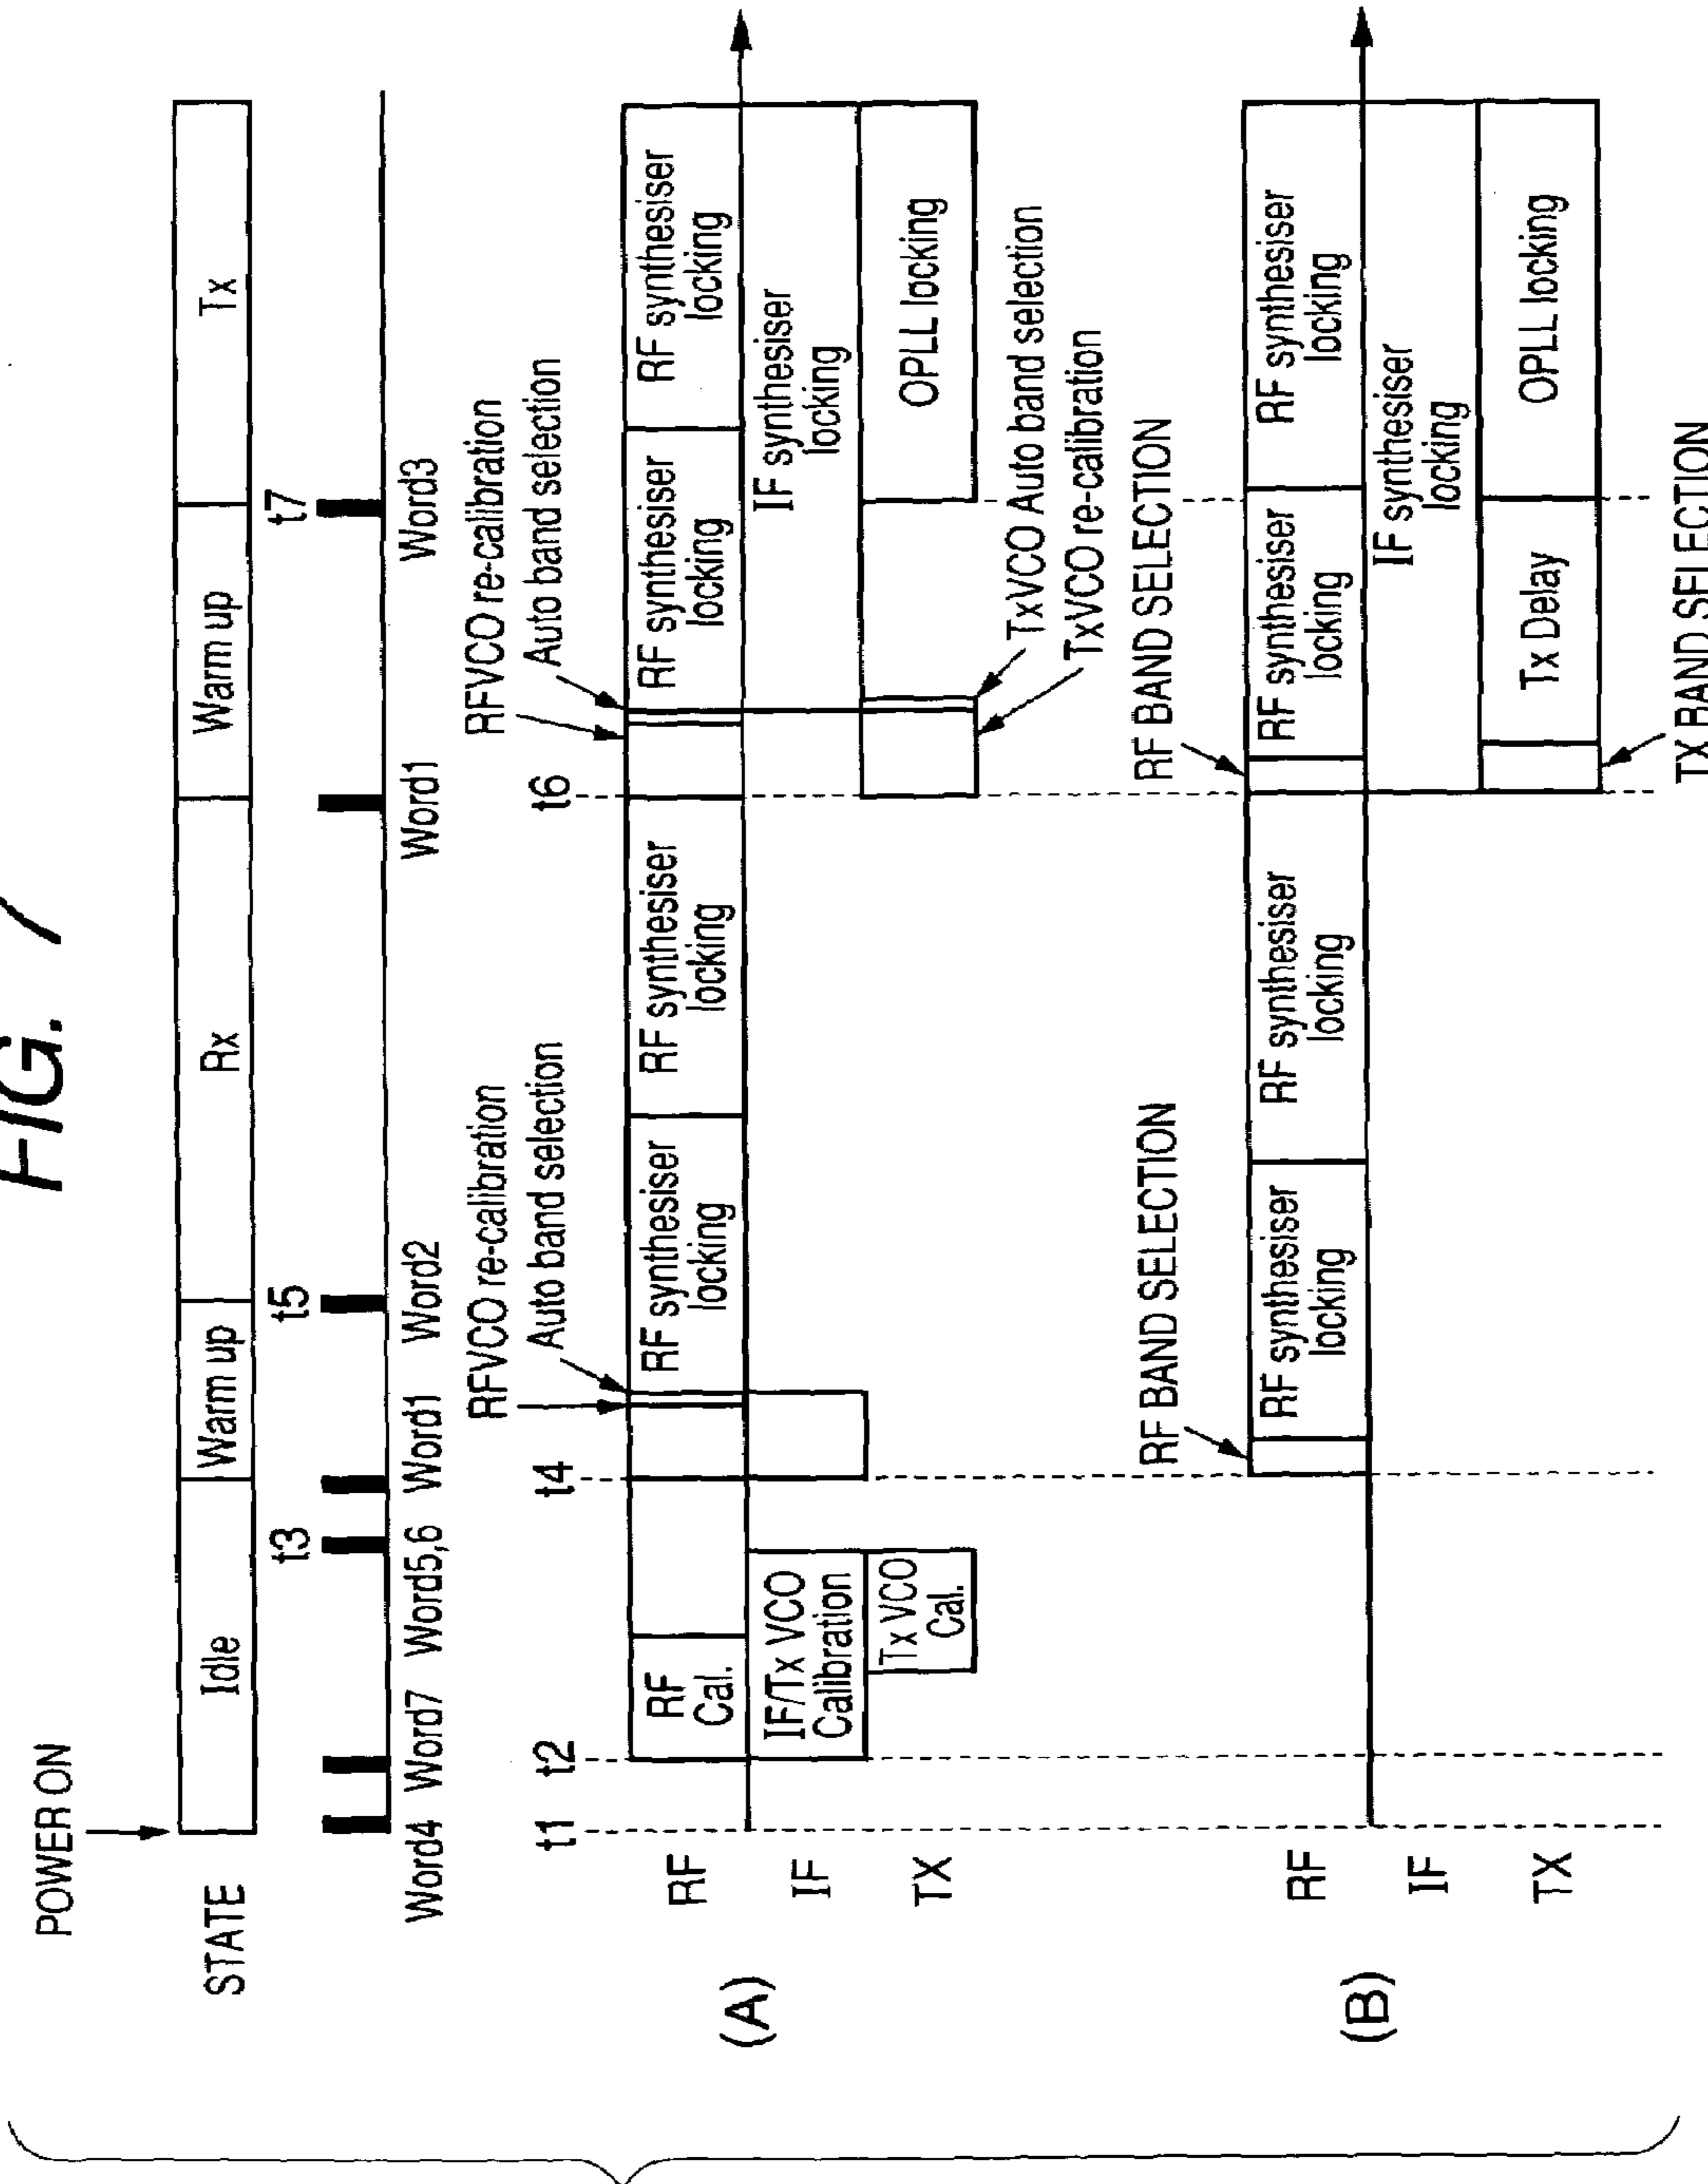 FIG. 7
POWER ON
STATE
Idle
Warm up
Rx
Warm up
Tx
t3
t5
t7
Word4
Word7
Word5,6
Word1
Word2
Word1
Word3
RFVCO re-calibration
Auto band selection
RFVCO re-calibration
Auto band selection
t1
t2
t4
t6
(A)
RF
IF
TX
RF
Cal.
RF synthesiser
locking
RF synthesiser
locking
RF synthesiser
locking
RF synthesiser
locking
IF/Tx VCO
Calibration
IF synthesiser
locking
Tx VCO
Cal.
OPLL locking
TxVCO Auto band selection
TxVCO re-calibration
RF BAND SELECTION
RF BAND SELECTION
(B)
RF
IF
TX
RF synthesiser
locking
RF synthesiser
locking
RF synthesiser
locking
RF synthesiser
locking
IF synthesiser
locking
Tx Delay
OPLL locking
TX BAND SELECTION